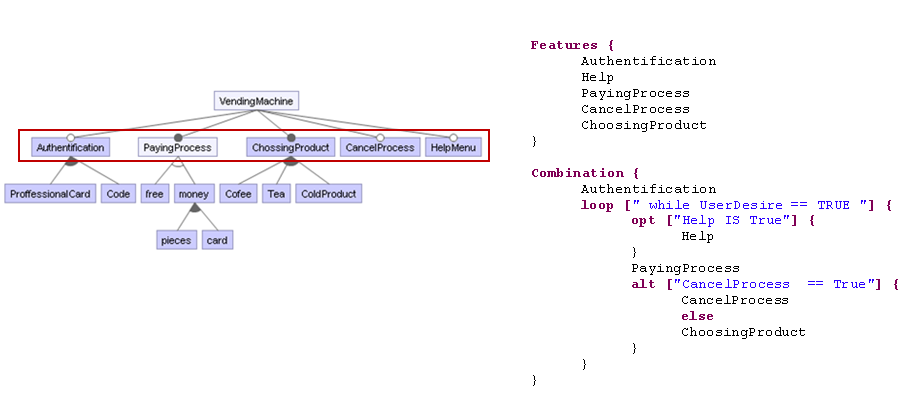 VendingMachine
Authentification PayingProcess ChossingProduct CancelProcess HelpMenu
ProffessionalCard Code free money Cofee Tea ColdProduct
pieces card
Features {
Authentification
Help
PayingProcess
CancelProcess
ChoosingProduct
}
Combination {
Authentification
loop [" while UserDesire == TRUE "] {
opt ["Help IS True"] {
Help
}
PayingProcess
alt ["CancelProcess == True"] {
CancelProcess
else
ChoosingProduct
}
}
}